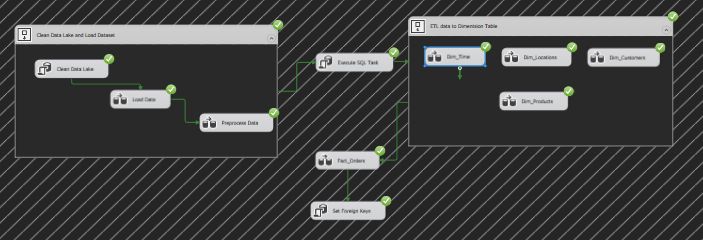 Clean Data Lake and Load Dataset
ETL data to Dimension Table
Clean Data Lake
Load Data
Preprocess Data
Execute SQL Task
Dim_Time
Dim_Locations
Dim_Customers
Dim_Products
Fact_Orders
Set Foreign Keys